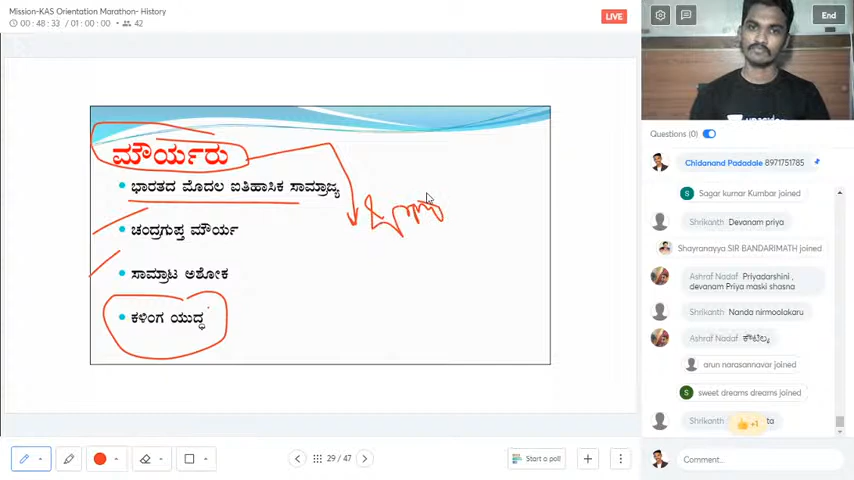 Mission-KAS Orientation Marathon- History
00 : 48 : 33 / 01 : 00 : 00 • 42
LIVE
End
ಮೌರ್ಯರು
• ಭಾರತದ ಮೊದಲ ಐತಿಹಾಸಿಕ ಸಾಮ್ರಾಜ್ಯ
• ಚಂದ್ರಗುಪ್ತ ಮೌರ್ಯ
• ಸಾಮ್ರಾಟ ಅಶೋಕ
• ಕಳಿಂಗ ಯುದ್ಧ
29 / 47
Start a poll
Questions (0)
Chidanand Padadale 8971751785
Sagar kumar Kumbar joined
Shrikanth Devanam priya
Shayranayya SIR BANDARIMATH joined
Ashraf Nadaf Priyadarshini ,
devanam Priya maski shasna
Shrikanth Nanda nirmoolakaru
Ashraf Nadaf ಕೌಟಿಲ್ಯ
arun narasannavar joined
sweet dreams dreams joined
Shrikanth +1 ta
Comment...